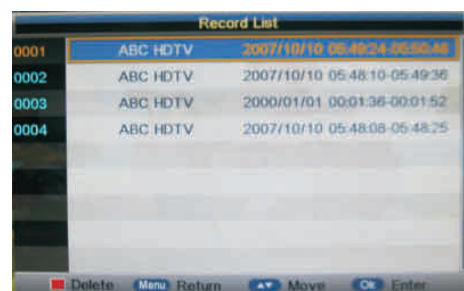 Record List
0001 ABC HDTV 2007/10/10 05:49:24-05:50:46
0002 ABC HDTV 2007/10/10 05:48:10-05:49:36
0003 ABC HDTV 2000/01/01 00:01:36-00:01:52
0004 ABC HDTV 2007/10/10 05:48:08-05:48:25
Delete Menu Return Move OK Enter